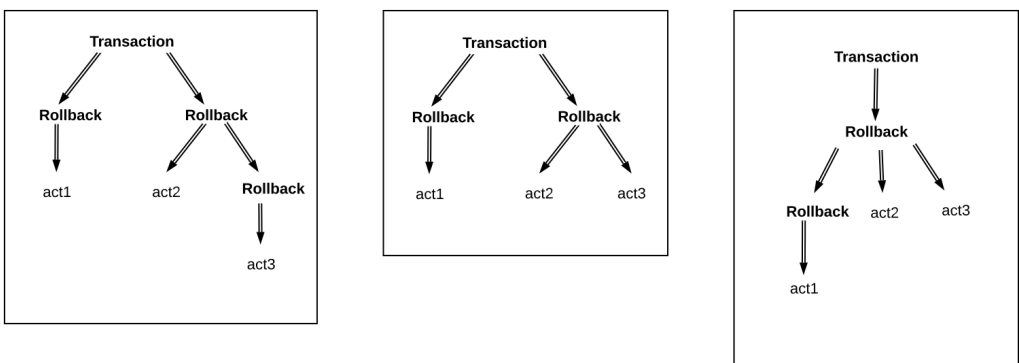 Transaction
Rollback Rollback
act1 act2 Rollback
act3
Transaction
Rollback Rollback
act1 act2 act3
Transaction
Rollback
Rollback act2 act3
act1